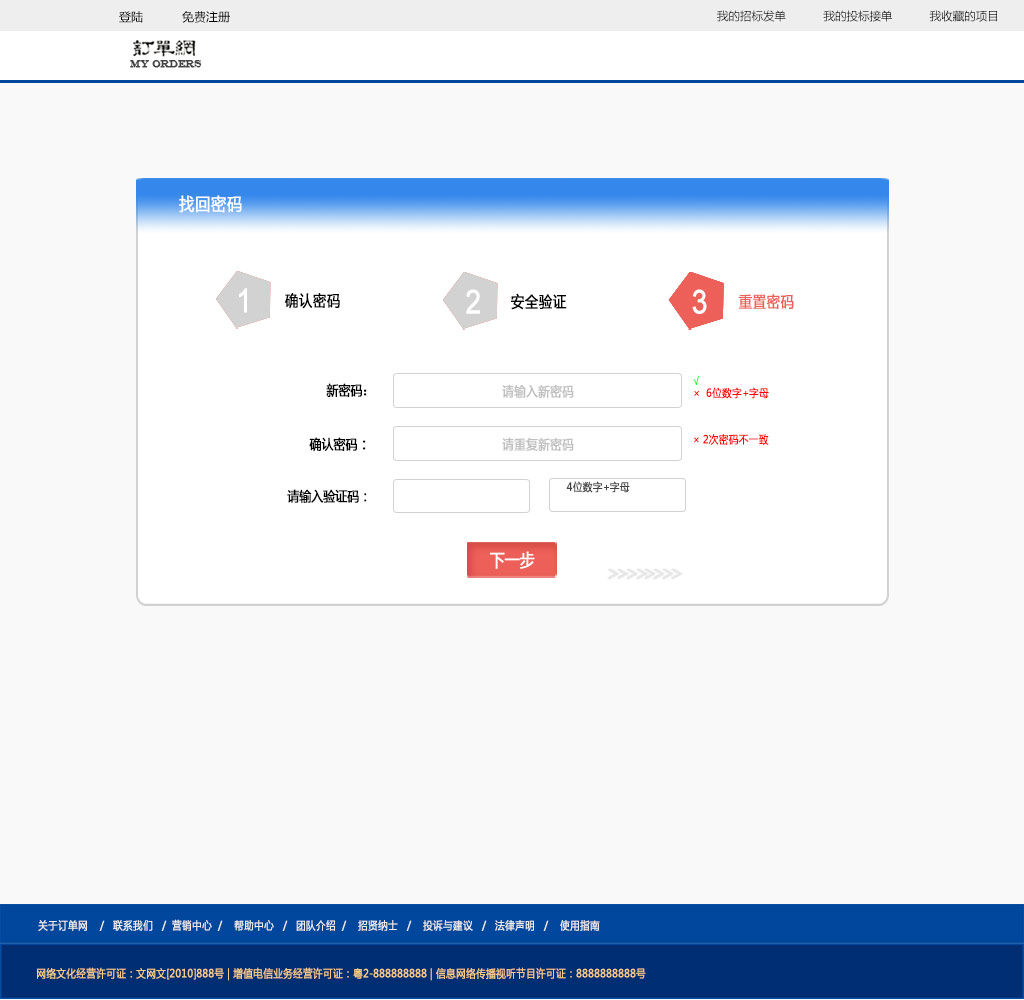 登陆 免费注册 我的招标发单 我的投标接单 我收藏的项目
訂單網
MY ORDERS
找回密码
1 确认密码 2 安全验证 3 重置密码
√
新密码: 请输入新密码 × 6位数字+字母
确认密码： 请重复新密码 × 2次密码不一致
请输入验证码： 4位数字+字母
下一步 >>>>>>>>
关于订单网 / 联系我们 / 营销中心 / 帮助中心 / 团队介绍 / 招贤纳士 / 投诉与建议 / 法律声明 / 使用指南
网络文化经营许可证：文网文[2010]888号 | 增值电信业务经营许可证：粤2-888888888 | 信息网络传播视听节目许可证：8888888888号